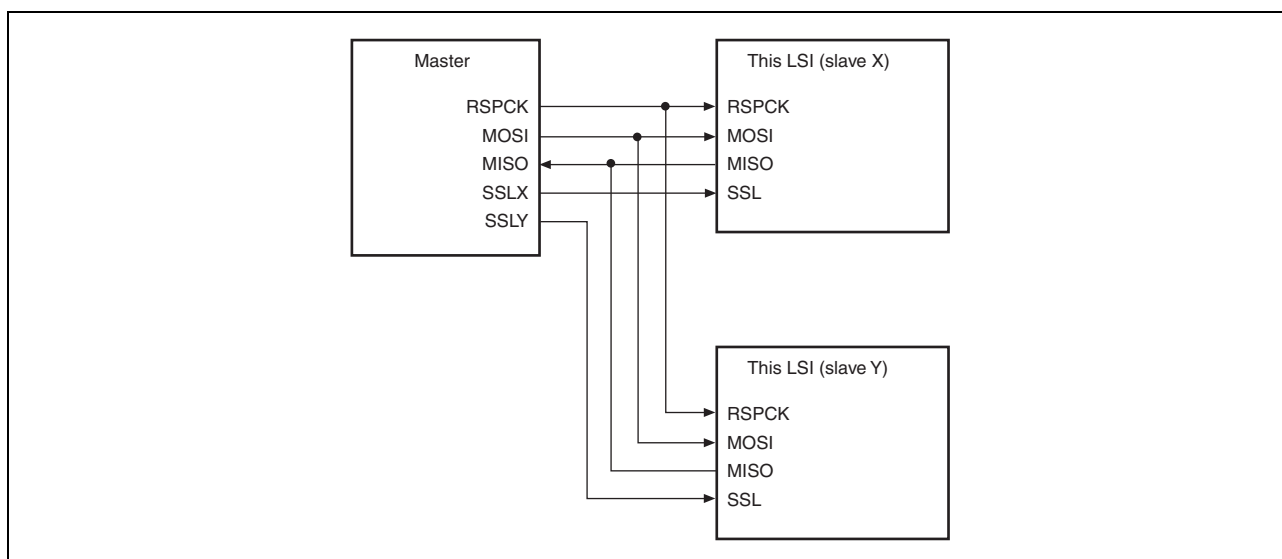 Master
RSPCK
MOSI
MISO
SSLX
SSLY
This LSI (slave X)
RSPCK
MOSI
MISO
SSL
This LSI (slave Y)
RSPCK
MOSI
MISO
SSL